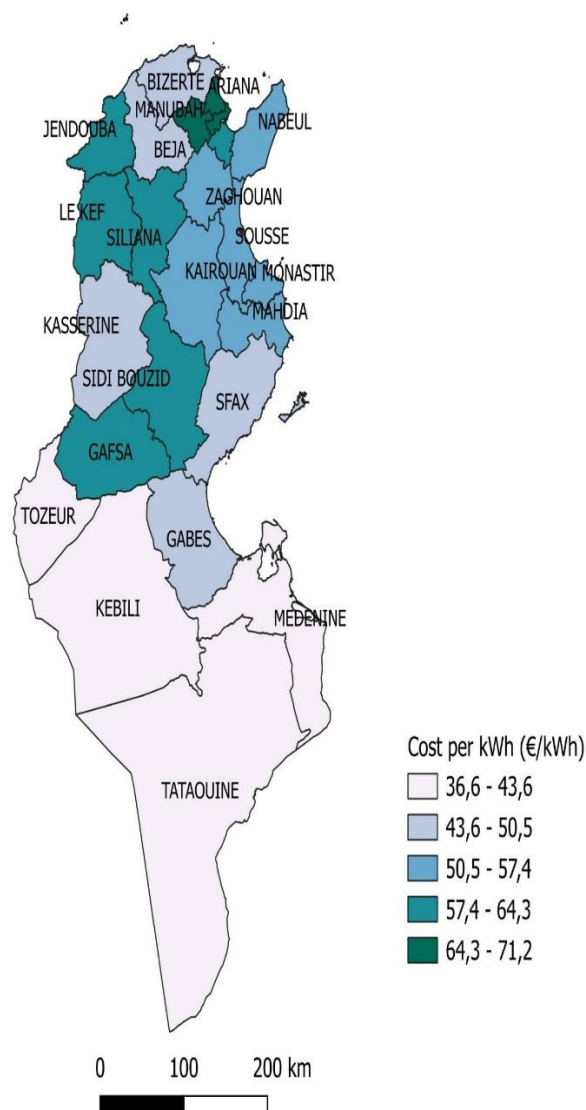 BIZERTE
ARIANA
MANUBAH
JENDOUBA
NABEUL
BEJA
ZAGHOUAN
LE KEF
SILIANA
SOUSSE
KAIROUAN
MONASTIR
MAHDIA
KASSERINE
SIDI BOUZID
SFAX
GAFSA
TOZEUR
GABES
KEBILI
MEDENINE
TATAOUINE
Cost per kWh (€/kWh)
36,6 - 43,6
43,6 - 50,5
50,5 - 57,4
57,4 - 64,3
64,3 - 71,2
0 100 200 km